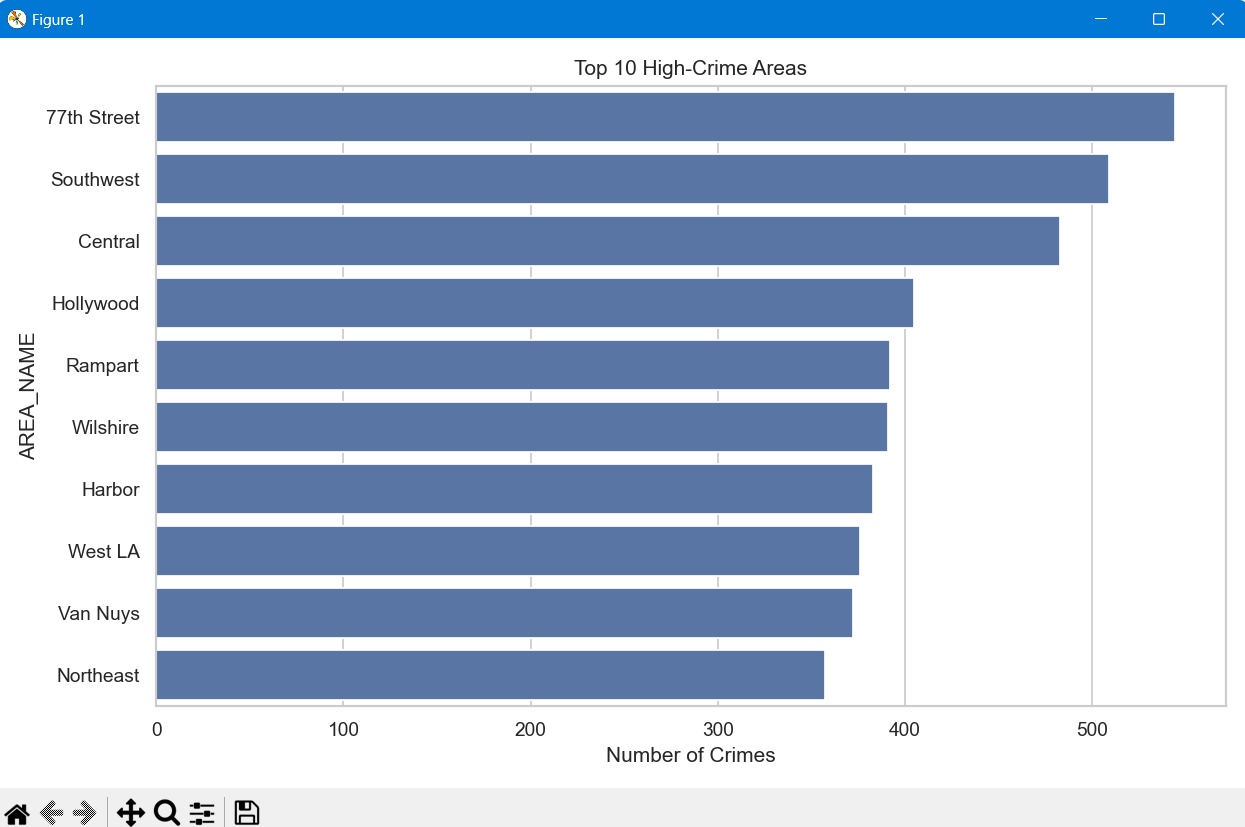 Figure 1
Top 10 High-Crime Areas
77th Street
Southwest
Central
Hollywood
Rampart
Wilshire
Harbor
West LA
Van Nuys
Northeast
AREA_NAME
0 100 200 300 400 500
Number of Crimes